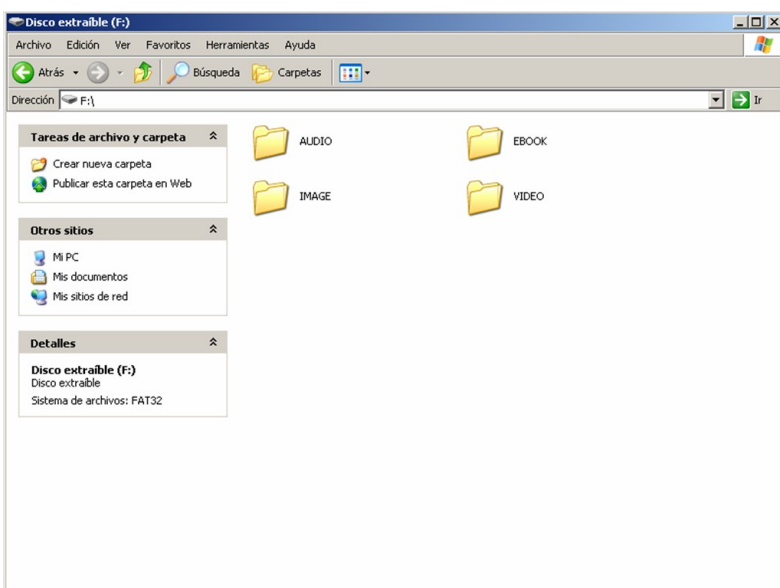 Disco extraíble (F:)
Archivo Edición Ver Favoritos Herramientas Ayuda
Atrás Búsqueda Carpetas
Dirección F:\ Ir
Tareas de archivo y carpeta
Crear nueva carpeta
Publicar esta carpeta en Web
Otros sitios
Mi PC
Mis documentos
Mis sitios de red
Detalles
Disco extraíble (F:)
Disco extraíble
Sistema de archivos: FAT32
AUDIO EBOOK
IMAGE VIDEO